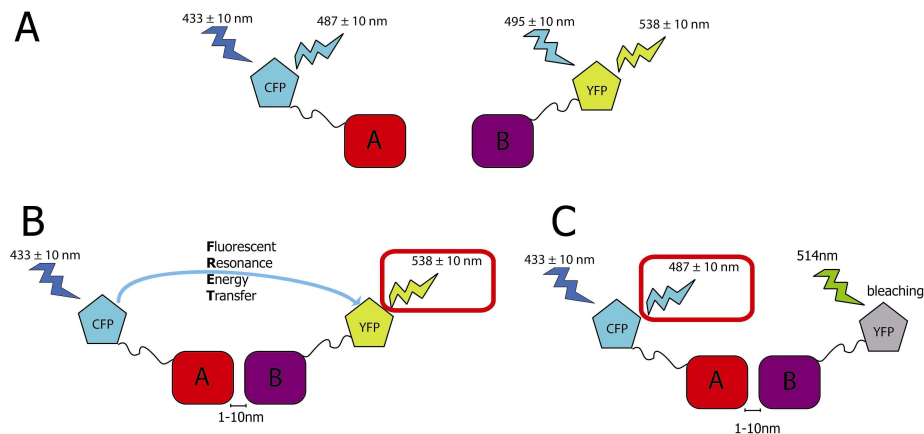 A
433 ± 10 nm
487 ± 10 nm
CFP
A
495 ± 10 nm
538 ± 10 nm
YFP
B
B
433 ± 10 nm
Fluorescent
Resonance
Energy
Transfer
538 ± 10 nm
CFP
YFP
A
B
1-10nm
C
433 ± 10 nm
487 ± 10 nm
514nm
bleaching
CFP
YFP
A
B
1-10nm